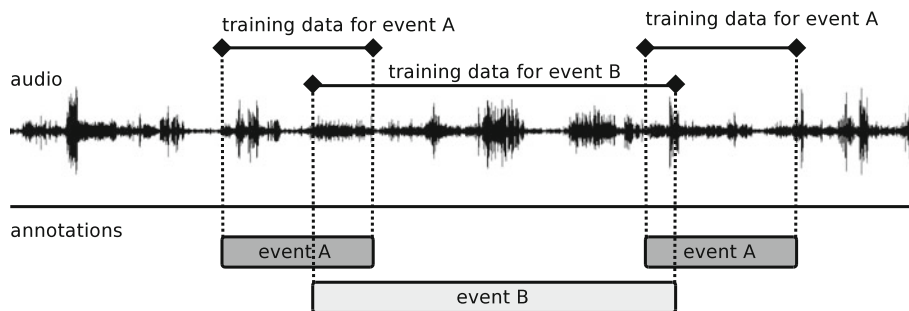 training data for event A
training data for event A
training data for event B
audio
annotations
event A
event A
event B